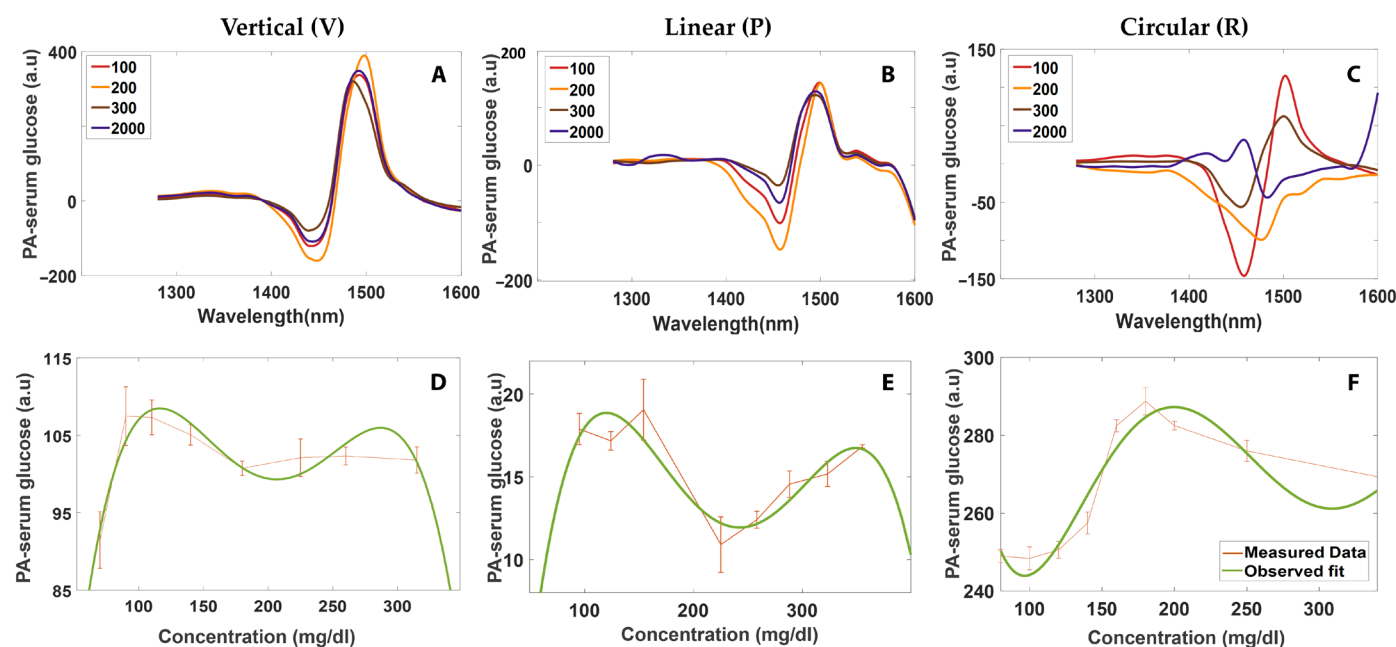 Vertical (V)
Linear (P)
Circular (R)
PA-serum glucose (a.u)
400
0
−200
100
200
300
2000
A
1300
1400
1500
1600
Wavelength(nm)
PA-serum glucose (a.u)
200
100
0
−100
−200
100
200
300
2000
B
1300
1400
1500
1600
Wavelength(nm)
PA-serum glucose (a.u)
150
50
−50
−150
100
200
300
2000
C
1300
1400
1500
1600
Wavelength(nm)
PA-serum glucose (a.u)
115
105
95
85
D
100
150
200
250
300
Concentration (mg/dl)
PA-serum glucose (a.u)
20
15
10
E
100
200
300
Concentration (mg/dl)
PA-serum glucose (a.u)
300
280
260
240
F
Measured Data
Observed fit
100
150
200
250
300
Concentration (mg/dl)